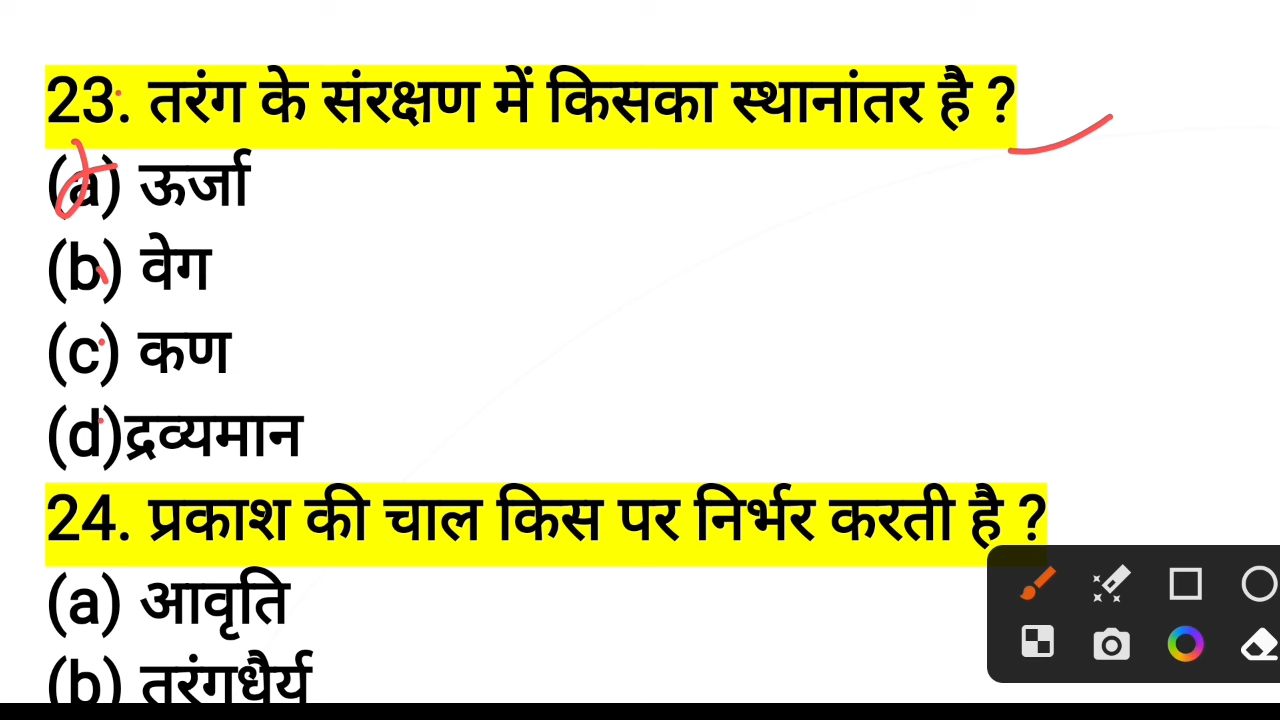 23. तरंग के संरक्षण में किसका स्थानांतर है ?
(a) ऊर्जा
(b) वेग
(c) कण
(d)द्रव्यमान
24. प्रकाश की चाल किस पर निर्भर करती है ?
(a) आवृति
(b) तरंगधैर्य